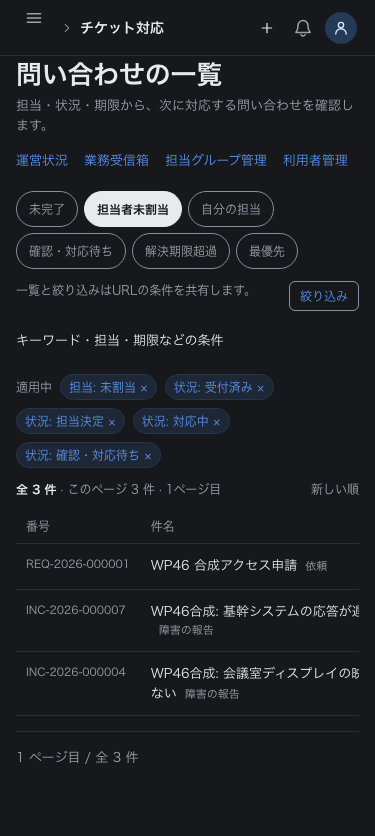 チケット対応
問い合わせの一覧
担当・状況・期限から、次に対応する問い合わせを確認し
ます。
運営状況 業務受信箱 担当グループ管理 利用者管理
未完了 担当者未割当 自分の担当
確認・対応待ち 解決期限超過 最優先
一覧と絞り込みはURLの条件を共有します。 絞り込み
キーワード・担当・期限などの条件
適用中 担当: 未割当 × 状況: 受付済み ×
状況: 担当決定 × 状況: 対応中 ×
状況: 確認・対応待ち ×
全 3 件 · このページ 3 件 · 1ページ目 新しい順
番号 件名
REQ-2026-000001 WP46 合成アクセス申請 依頼
INC-2026-000007 WP46合成: 基幹システムの応答が
障害の報告
INC-2026-000004 WP46合成: 会議室ディスプレイの
ない 障害の報告
1 ページ目 / 全 3 件